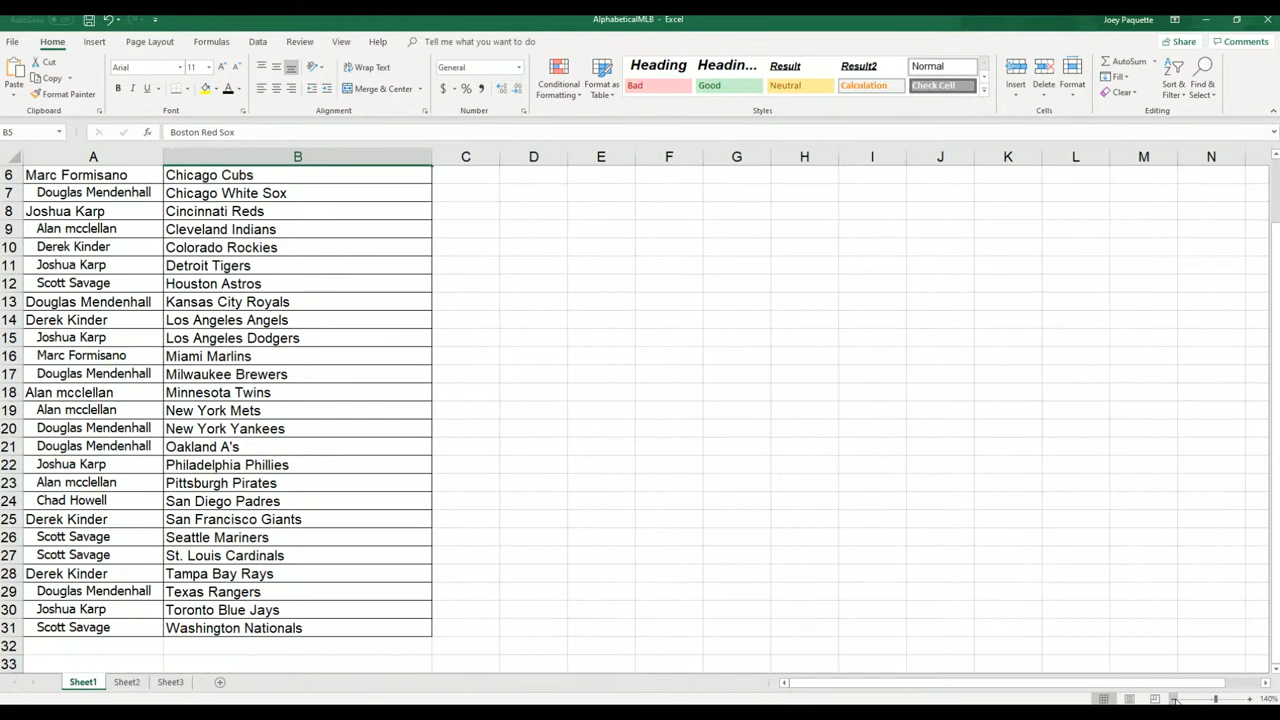 AutoSave Off AlphabeticalMLB - Excel Joey Paquette
File Home Insert Page Layout Formulas Data Review View Help Tell me what you want to do Share Comments
Paste Cut Copy Format Painter Clipboard
Arial 11 Font
Wrap Text Merge & Center Alignment
General Number
Conditional Formatting Format as Table
Heading Headin... Result Result2 Normal
Bad Good Neutral Calculation Check Cell
Styles
Insert Delete Format Cells
AutoSum Fill Clear Sort & Filter Find & Select Editing
B5 fx Boston Red Sox
A B C D E F G H I J K L M N
6 Marc Formisano Chicago Cubs
7 Douglas Mendenhall Chicago White Sox
8 Joshua Karp Cincinnati Reds
9 Alan mcclellan Cleveland Indians
10 Derek Kinder Colorado Rockies
11 Joshua Karp Detroit Tigers
12 Scott Savage Houston Astros
13 Douglas Mendenhall Kansas City Royals
14 Derek Kinder Los Angeles Angels
15 Joshua Karp Los Angeles Dodgers
16 Marc Formisano Miami Marlins
17 Douglas Mendenhall Milwaukee Brewers
18 Alan mcclellan Minnesota Twins
19 Alan mcclellan New York Mets
20 Douglas Mendenhall New York Yankees
21 Douglas Mendenhall Oakland A's
22 Joshua Karp Philadelphia Phillies
23 Alan mcclellan Pittsburgh Pirates
24 Chad Howell San Diego Padres
25 Derek Kinder San Francisco Giants
26 Scott Savage Seattle Mariners
27 Scott Savage St. Louis Cardinals
28 Derek Kinder Tampa Bay Rays
29 Douglas Mendenhall Texas Rangers
30 Joshua Karp Toronto Blue Jays
31 Scott Savage Washington Nationals
32
33
Sheet1 Sheet2 Sheet3
140%